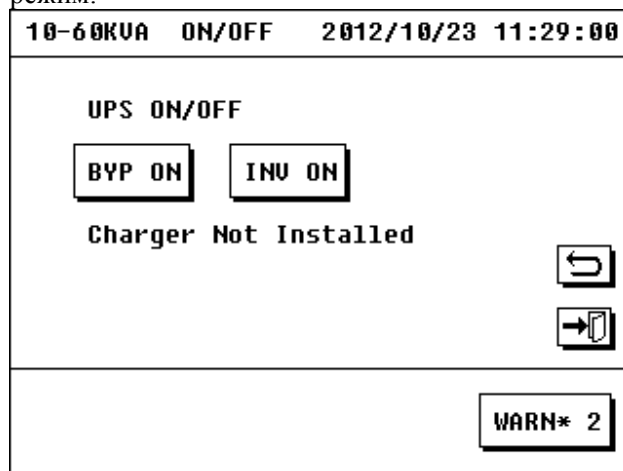 режим.
10-60KVA ON/OFF 2012/10/23 11:29:00
UPS ON/OFF
BYP ON INV ON
Charger Not Installed
WARN* 2